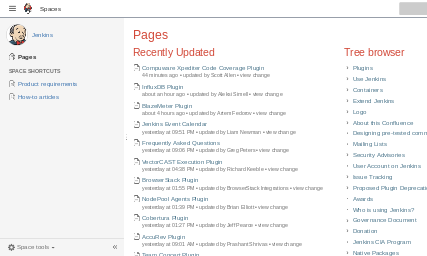 Spaces
Jenkins
Pages
SPACE SHORTCUTS
Product requirements
How-to articles
Space tools
Pages
Recently Updated
Compuware Xpediter Code Coverage Plugin
44 minutes ago • updated by Scott Allen • view change
InfluxDB Plugin
about an hour ago • updated by Aleksi Simell • view change
BlazeMeter Plugin
about 4 hours ago • updated by Artem Fedorov • view change
Jenkins Event Calendar
yesterday at 09:51 PM • updated by Liam Newman • view change
Frequently Asked Questions
yesterday at 09:06 PM • updated by Greg Peters • view change
VectorCAST Execution Plugin
yesterday at 04:38 PM • updated by Richard Keeble • view change
BrowserStack Plugin
yesterday at 01:55 PM • updated by BrowserStack Integrations • view change
NodePool Agents Plugin
yesterday at 01:39 PM • updated by Brian Elliott • view change
Cobertura Plugin
yesterday at 01:27 PM • updated by Jeff Pearce • view change
AccuRev Plugin
yesterday at 09:01 AM • updated by Prashant Shrivas • view change
Team Concert Plugin
Tree browser
Plugins
Use Jenkins
Containers
Extend Jenkins
Logo
About this Confluence
Designing pre-tested comm
Mailing Lists
Security Advisories
User Account on Jenkins
Issue Tracking
Proposed Plugin Deprecatio
Awards
Who is using Jenkins?
Governance Document
Donation
Jenkins CIA Program
Native Packages